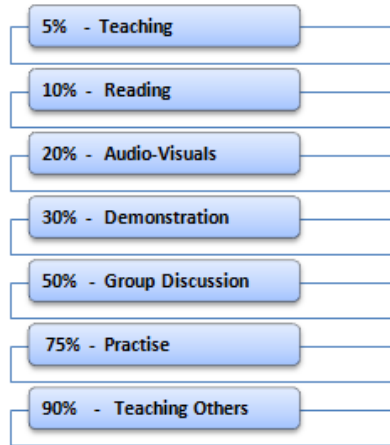 5% - Teaching
10% - Reading
20% - Audio-Visuals
30% - Demonstration
50% - Group Discussion
75% - Practise
90% - Teaching Others